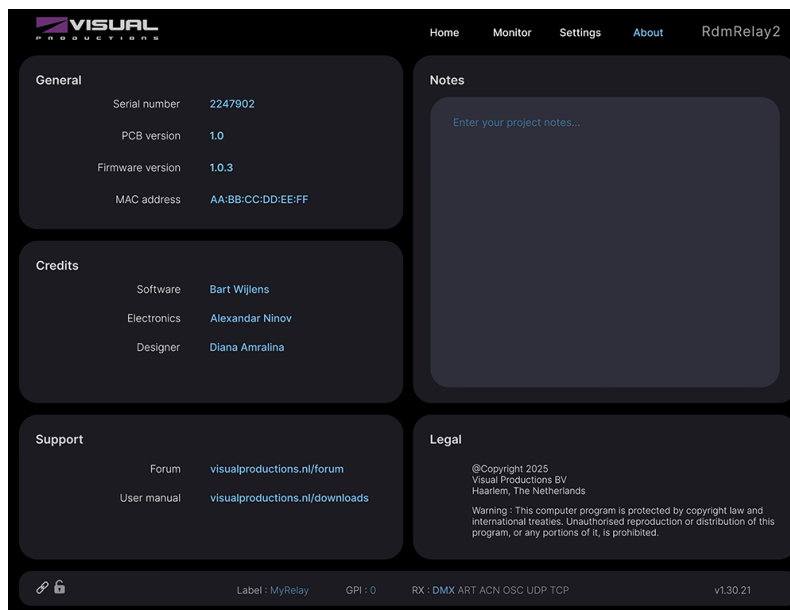 VISUAL
PRODUCTIONS
Home Monitor Settings About RdmRelay2
General
Serial number 2247902
PCB version 1.0
Firmware version 1.0.3
MAC address AA:BB:CC:DD:EE:FF
Credits
Software Bart Wijlens
Electronics Alexandar Ninov
Designer Diana Amralina
Support
Forum visualproductions.nl/forum
User manual visualproductions.nl/downloads
Notes
Enter your project notes...
Legal
@Copyright 2025
Visual Productions BV
Haarlem, The Netherlands
Warning : This computer program is protected by copyright law and
international treaties. Unauthorised reproduction or distribution of this
program, or any portions of it, is prohibited.
Label : MyRelay GPI : 0 RX : DMX ART ACN OSC UDP TCP v1.30.21